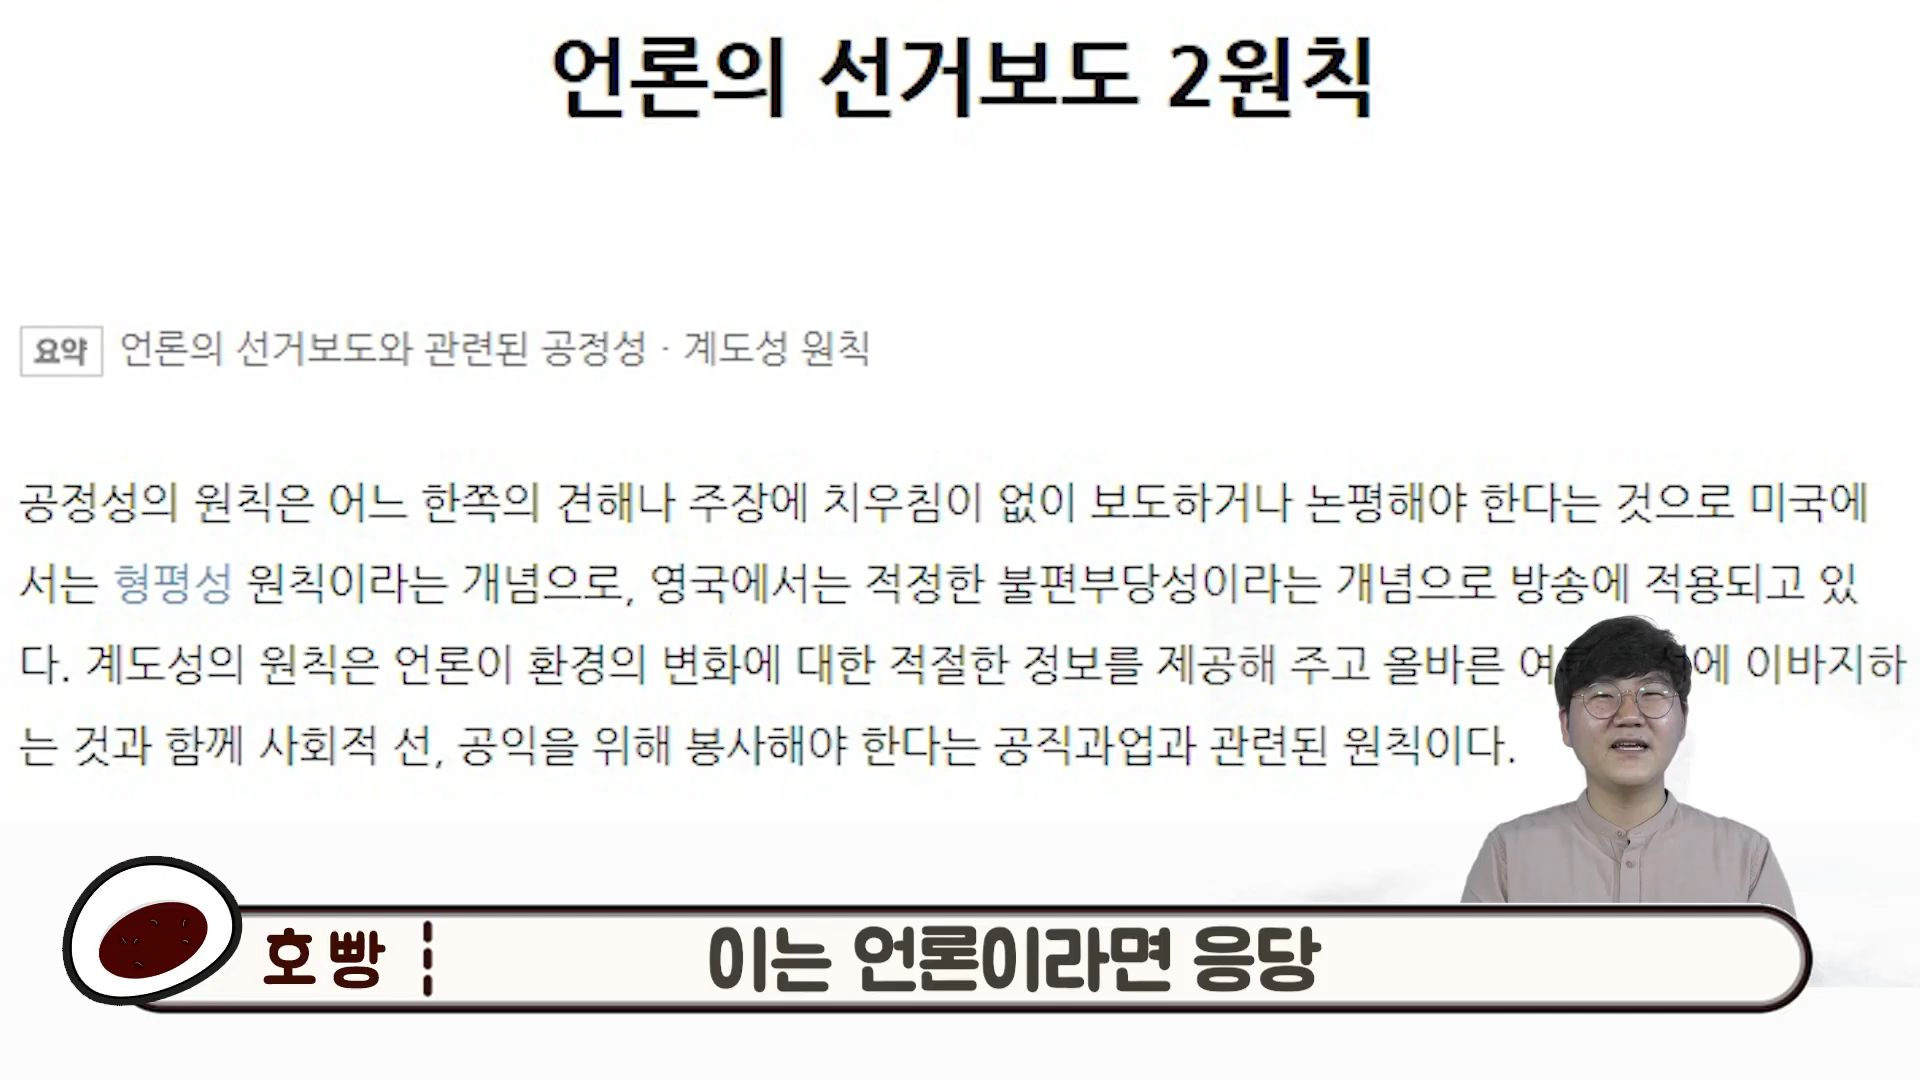 언론의 선거보도 2원칙
요약 언론의 선거보도와 관련된 공정성 · 계도성 원칙
공정성의 원칙은 어느 한쪽의 견해나 주장에 치우침이 없이 보도하거나 논평해야 한다는 것으로 미국에
서는 형평성 원칙이라는 개념으로, 영국에서는 적정한 불편부당성이라는 개념으로 방송에 적용되고 있
다. 계도성의 원칙은 언론이 환경의 변화에 대한 적절한 정보를 제공해 주고 올바른 이바지하
는 것과 함께 사회적 선, 공익을 위해 봉사해야 한다는 공직과업과 관련된 원칙이다.
호빵 이는 언론이라면 응당